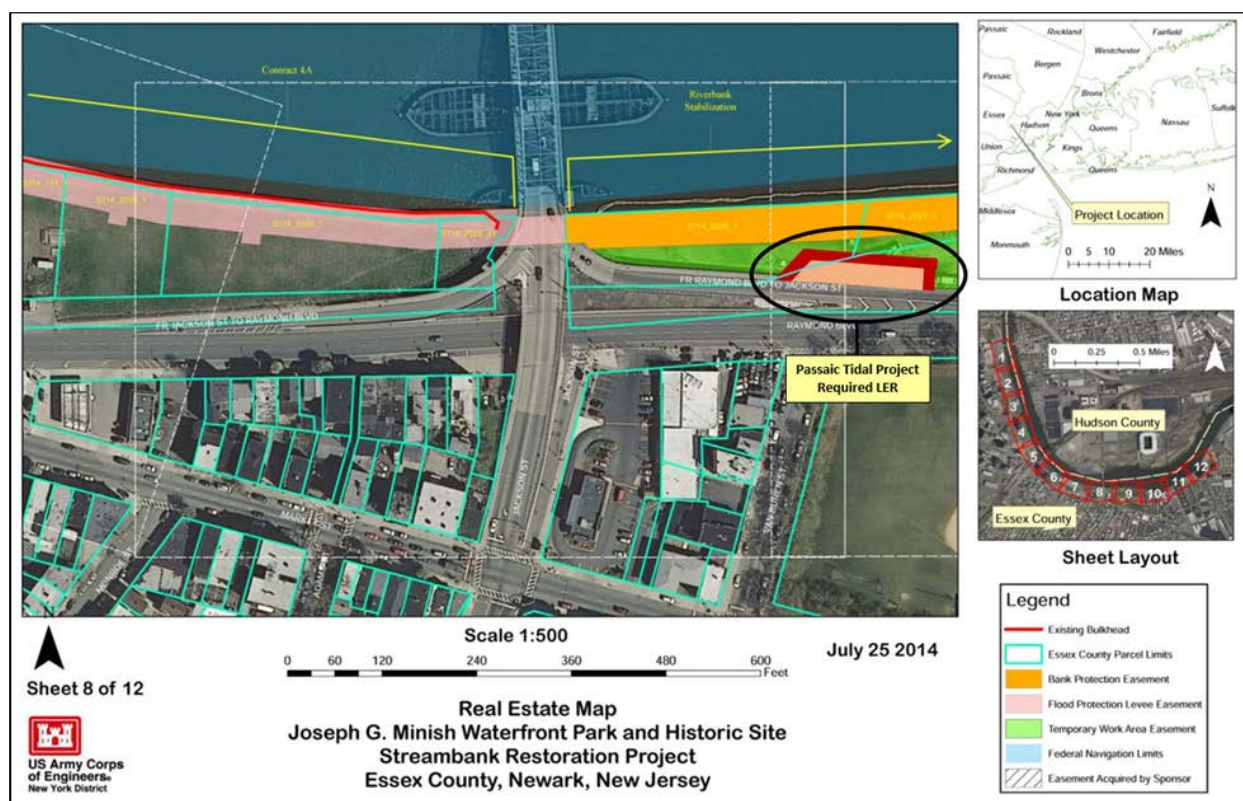 Contract 4A
Riverbank
Stabilization
FR RAYMOND BLVD TO JACKSON ST
FR JACKSON ST TO RAYMOND BLVD
RAYMOND BLVD
JACKSON ST
JACKSON ST
MARKET ST
Passaic Tidal Project
Required LER
Passaic
Rockland
Fairfield
Westchester
Bergen
Passaic
Bronx
Essex
New York
Suffolk
Hudson
Nassau
Queens
Union
Kings
Richmond
Queens
Middlesex
Monmouth
Project Location
N
0 5 10 20 Miles
Location Map
0 0.25 0.5 Miles
1
2
3
4
5
6
7
8
9
10
11
12
Hudson County
Essex County
Sheet Layout
Legend
Existing Bulkhead
Essex County Parcel Limits
Bank Protection Easement
Flood Protection Levee Easement
Temporary Work Area Easement
Federal Navigation Limits
Easement Acquired by Sponsor
Scale 1:500
July 25 2014
0 60 120 240 360 480 600
Feet
Sheet 8 of 12
Real Estate Map
Joseph G. Minish Waterfront Park and Historic Site
Streambank Restoration Project
Essex County, Newark, New Jersey
US Army Corps
of Engineers®
New York District